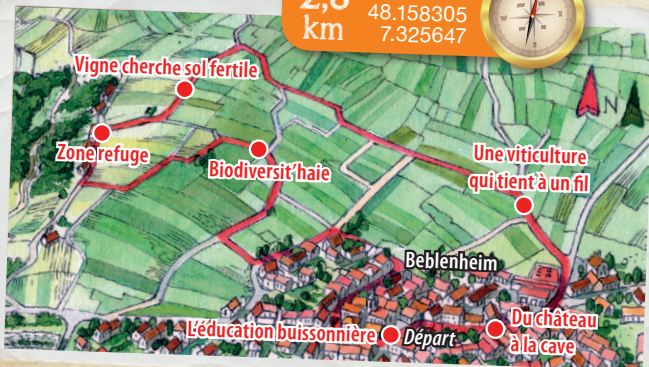 km
48.158305
7.325647
N
Vigne cherche sol fertile
Zone refuge
Biodiversit'haie
Une viticulture
qui tient à un fil
Beblenheim
L'éducation buissonnière
Départ
Du château
à la cave